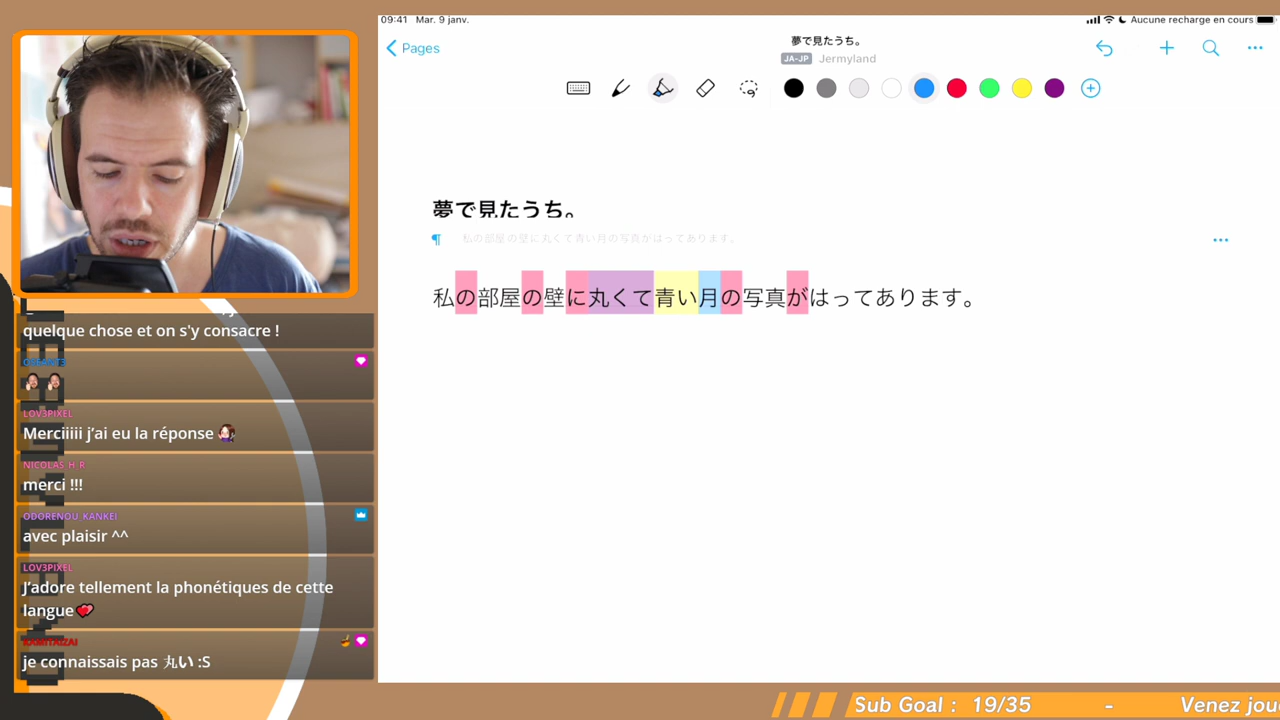 09:41 Mar. 9 janv.
Aucune recharge en cours
Pages
夢で見たうち。
JA-JP Jermyland
夢で見たうち。
私の部屋の壁に丸くて青い月の写真がはってあります。
私の部屋の壁に丸くて青い月の写真がはってあります。
quelque chose et on s'y consacre !
LOV3PIXEL
Merciiiii j'ai eu la réponse
NICOLAS_H_R
merci !!!
ODORENOU_KANKEI
avec plaisir ^^
LOV3PIXEL
J'adore tellement la phonétiques de cette
langue
je connaissais pas 丸い :S
Sub Goal : 19/35 - Venez jou